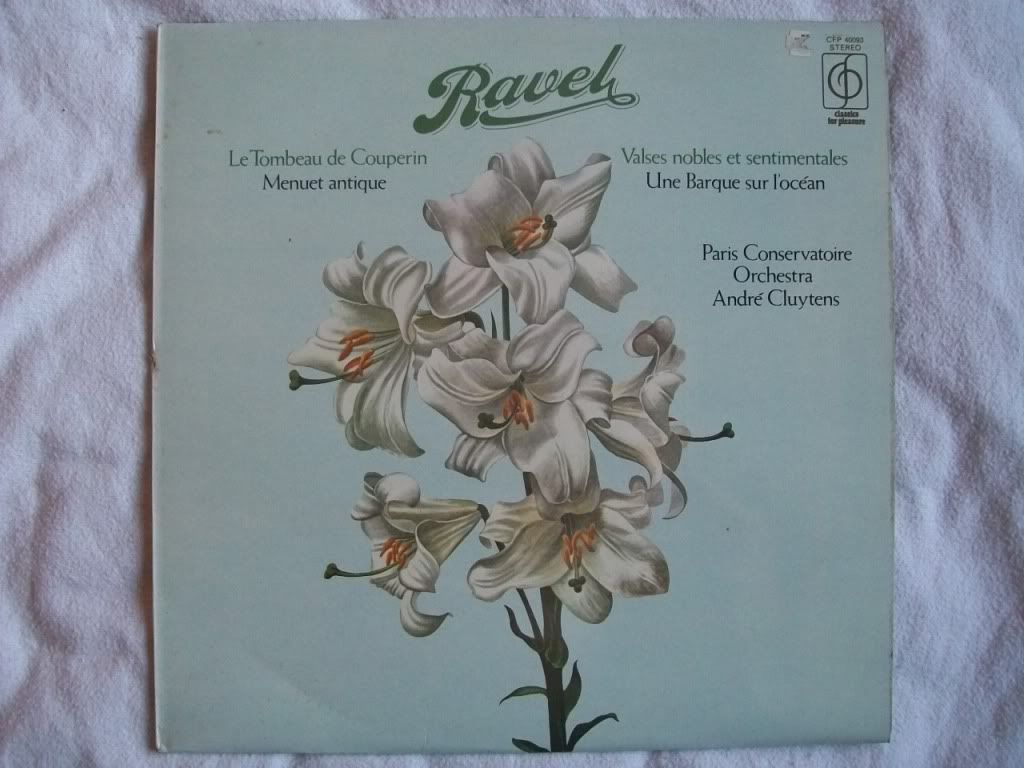 Ravel
CFP 40093
STEREO
classics
for pleasure
Le Tombeau de Couperin
Menuet antique
Valses nobles et sentimentales
Une Barque sur l'océan
Paris Conservatoire
Orchestra
André Cluytens